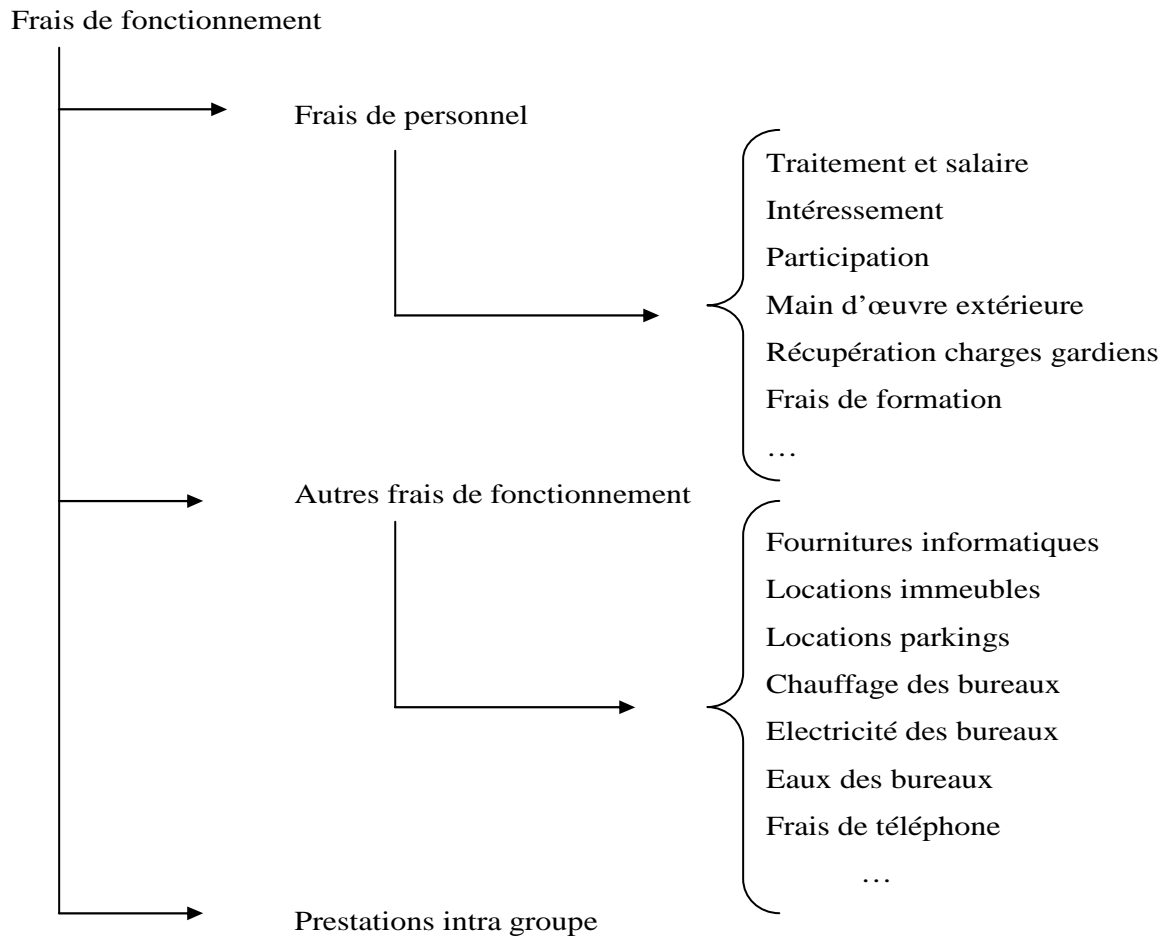 Frais de fonctionnement
Frais de personnel
Traitement et salaire
Intéressement
Participation
Main d’œuvre extérieure
Récupération charges gardiens
Frais de formation
…
Autres frais de fonctionnement
Fournitures informatiques
Locations immeubles
Locations parkings
Chauffage des bureaux
Electricité des bureaux
Eaux des bureaux
Frais de téléphone
…
Prestations intra groupe